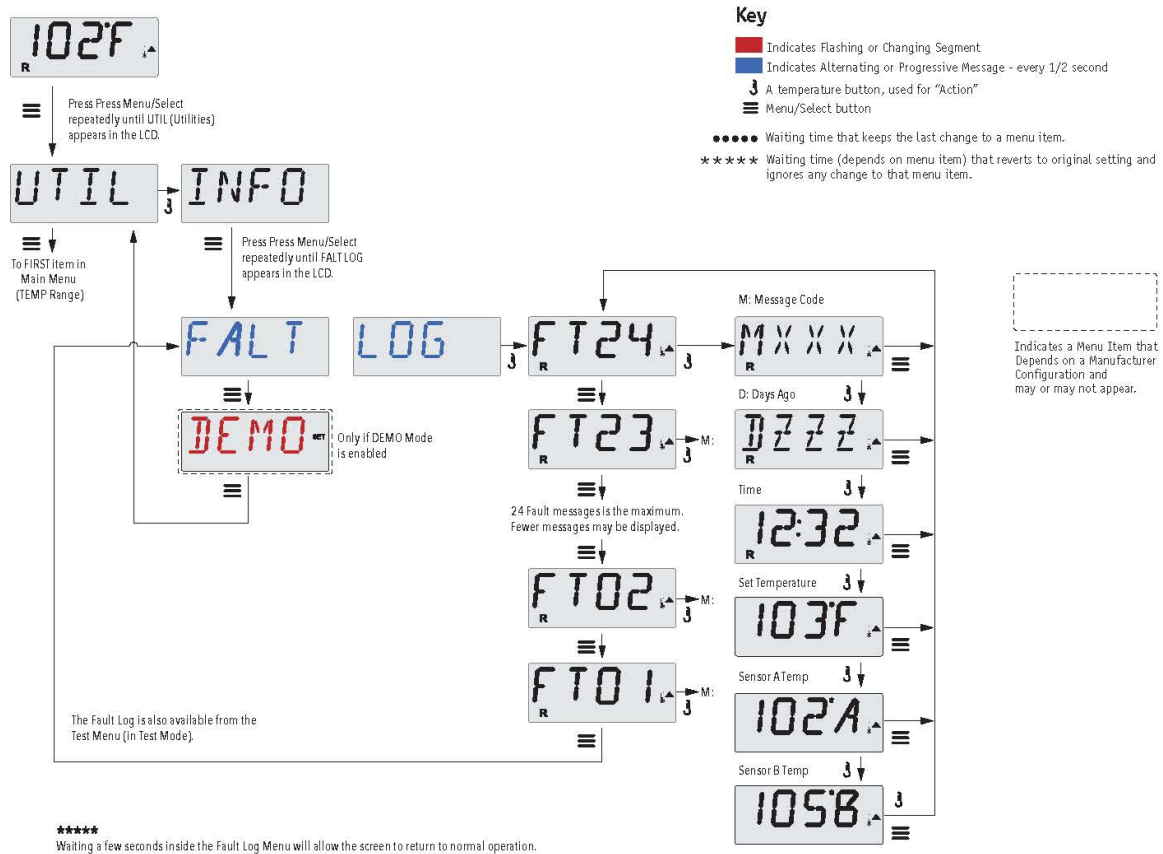 Key
Indicates Flashing or Changing Segment
Indicates Alternating or Progressive Message - every 1/2 second
A temperature button, used for "Action"
Menu/Select button
●●●●● Waiting time that keeps the last change to a menu item.
***** Waiting time (depends on menu item) that reverts to original setting and
ignores any change to that menu item.
102°F
R
Press Press Menu/Select
repeatedly until UTIL (Utilities)
appears in the LCD.
UTIL
INFO
To FIRST item in
Main Menu
(TEMP Range)
Press Press Menu/Select
repeatedly until FALT LOG
appears in the LCD.
FALT
LOG
FT24
R
M: Message Code
MXXX
R
Indicates a Menu Item that
Depends on a Manufacturer
Configuration and
may or may not appear.
DEMO SET
Only if DEMO Mode
is enabled
FT23
R
M:
D: Days Ago
DZZZ
R
24 Fault messages is the maximum.
Fewer messages may be displayed.
Time
12:32
R
FT02
R
M:
Set Temperature
103°F
FT01
R
M:
Sensor A Temp
102°A
Sensor B Temp
105°B
The Fault Log is also available from the
Test Menu (in Test Mode).
*****
Waiting a few seconds inside the Fault Log Menu will allow the screen to return to normal operation.